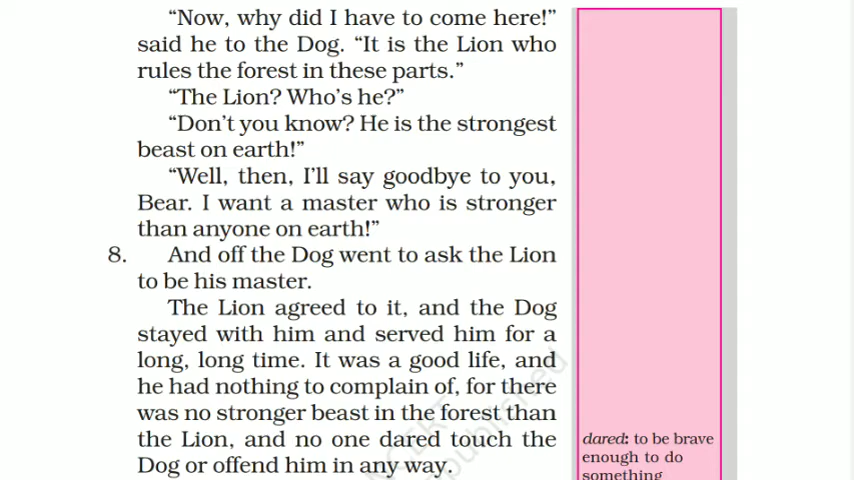 “Now, why did I have to come here!”
said he to the Dog. “It is the Lion who
rules the forest in these parts.”
“The Lion? Who’s he?”
“Don’t you know? He is the strongest
beast on earth!”
“Well, then, I’ll say goodbye to you,
Bear. I want a master who is stronger
than anyone on earth!”
8. And off the Dog went to ask the Lion
to be his master.
The Lion agreed to it, and the Dog
stayed with him and served him for a
long, long time. It was a good life, and
he had nothing to complain of, for there
was no stronger beast in the forest than
the Lion, and no one dared touch the
Dog or offend him in any way.
dared: to be brave
enough to do
something
NCERT
published